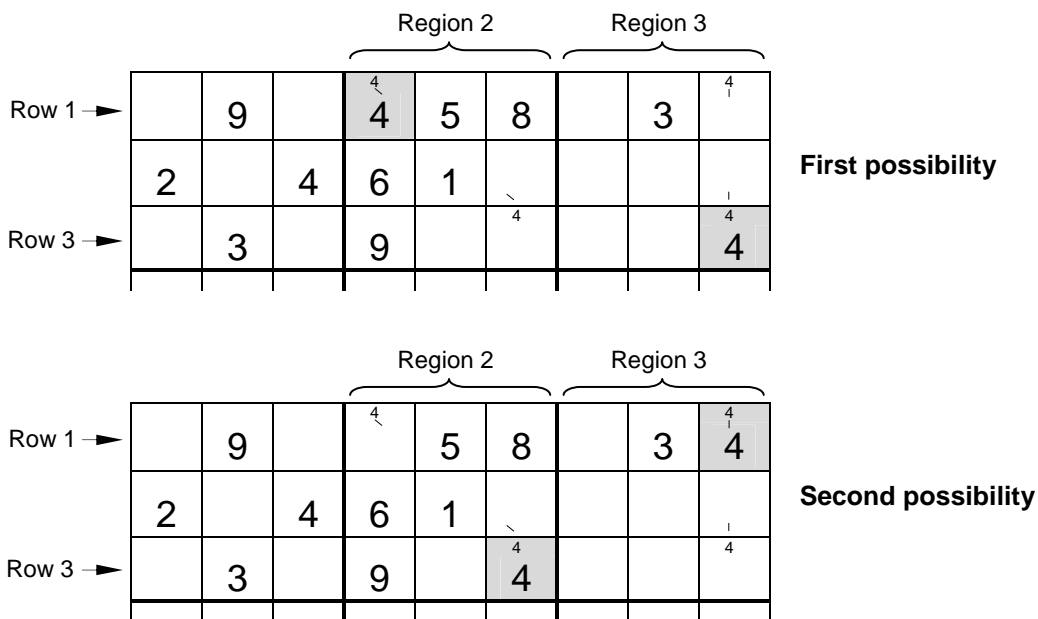 Region 2 Region 3
4 4
Row 1 9 4 5 8 3
2 4 6 1 First possibility
4 4
Row 3 3 9 4
Region 2 Region 3
4 4
Row 1 9 5 8 3 4
2 4 6 1 Second possibility
4 4
Row 3 3 9 4